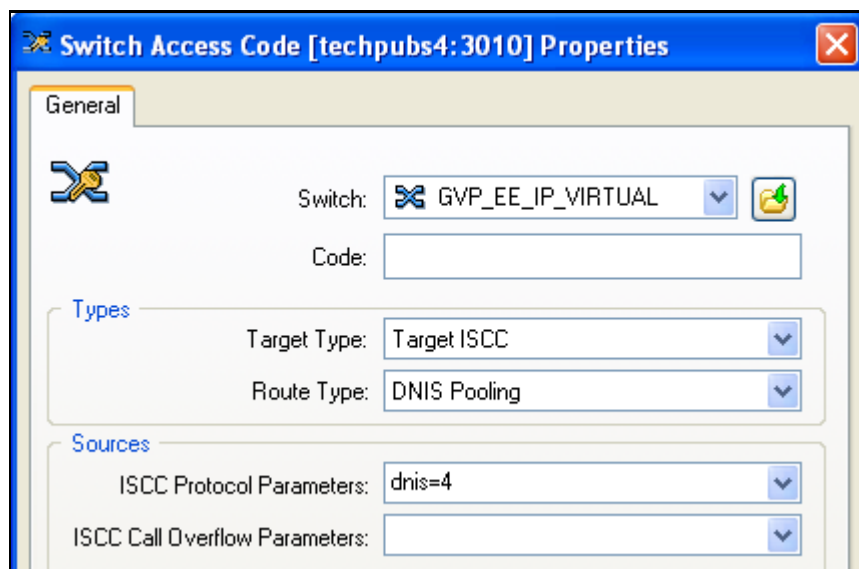 Switch Access Code [techpubs4:3010] Properties
General
Switch: GVP_EE_IP_VIRTUAL
Code:
Types
Target Type: Target ISCC
Route Type: DNIS Pooling
Sources
ISCC Protocol Parameters: dnis=4
ISCC Call Overflow Parameters: